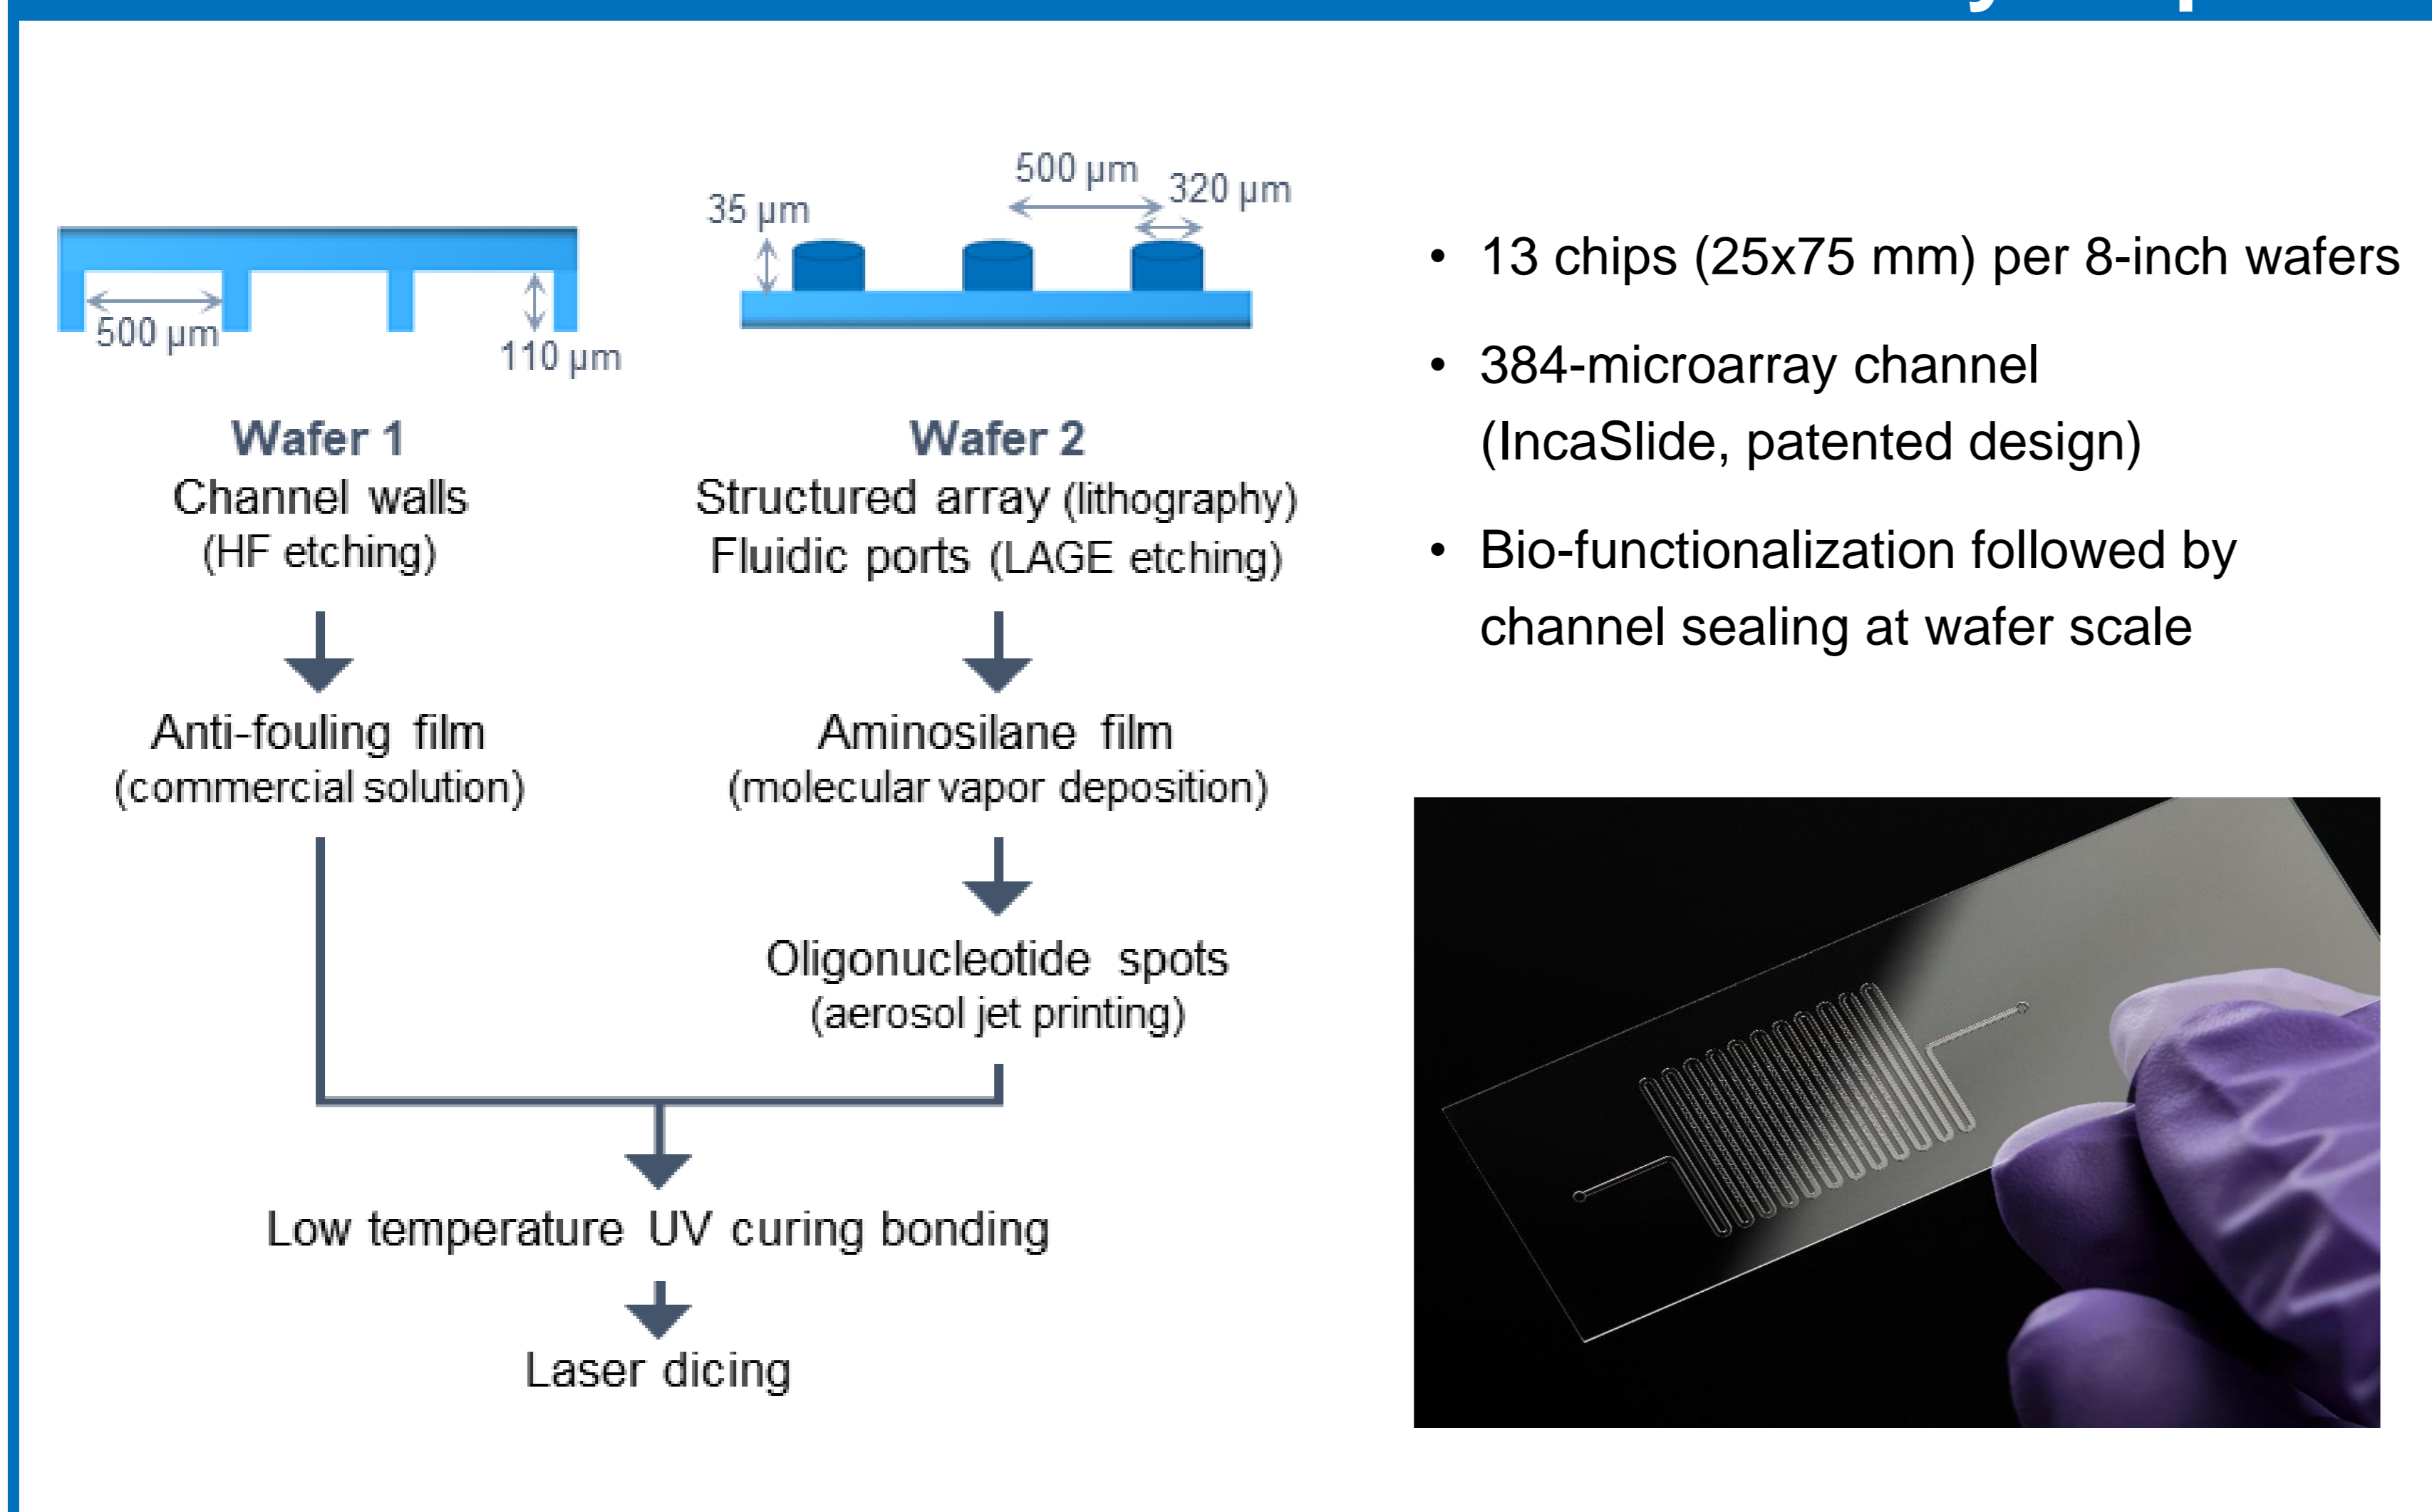 500 µm
110 µm
Wafer 1
Channel walls
(HF etching)
Anti-fouling film
(commercial solution)
35 µm
500 µm
320 µm
Wafer 2
Structured array (lithography)
Fluidic ports (LAGE etching)
Aminosilane film
(molecular vapor deposition)
Oligonucleotide spots
(aerosol jet printing)
Low temperature UV curing bonding
Laser dicing
• 13 chips (25x75 mm) per 8-inch wafers
• 384-microarray channel
(IncaSlide, patented design)
• Bio-functionalization followed by
channel sealing at wafer scale